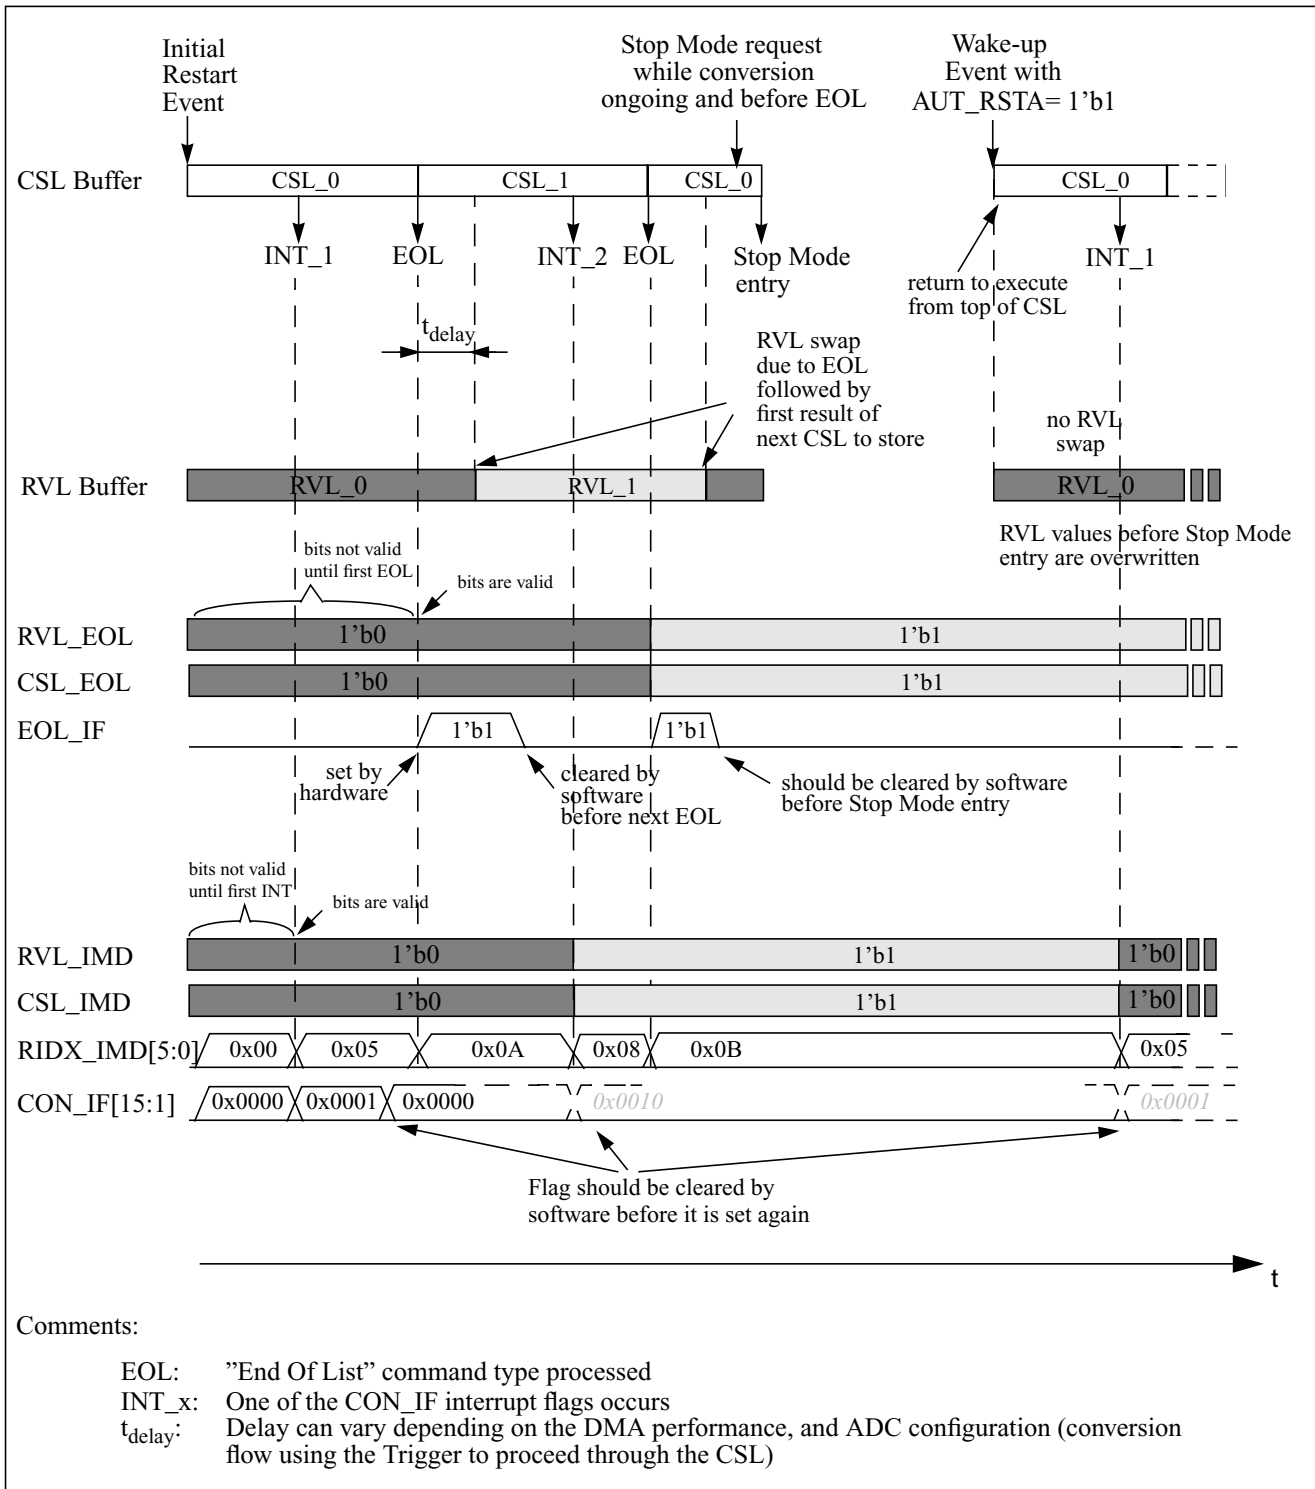 Initial
Restart
Event
Stop Mode request
while conversion
ongoing and before EOL
Wake-up
Event with
AUT_RSTA= 1’b1
CSL Buffer
CSL_0
CSL_1
CSL_0
CSL_0
INT_1
EOL
INT_2
EOL
Stop Mode
entry
INT_1
return to execute
from top of CSL
tdelay
RVL swap
due to EOL
followed by
first result of
next CSL to store
no RVL
swap
RVL Buffer
RVL_0
RVL_1
RVL_0
RVL values before Stop Mode
entry are overwritten
bits not valid
until first EOL
bits are valid
RVL_EOL
1’b0
1’b1
CSL_EOL
1’b0
1’b1
EOL_IF
1’b1
1’b1
set by
hardware
cleared by
software
before next EOL
should be cleared by software
before Stop Mode entry
bits not valid
until first INT
bits are valid
RVL_IMD
1’b0
1’b1
1’b0
CSL_IMD
1’b0
1’b1
1’b0
RIDX_IMD[5:0]
0x00
0x05
0x0A
0x08
0x0B
0x05
CON_IF[15:1]
0x0000
0x0001
0x0000
0x0010
0x0001
Flag should be cleared by
software before it is set again
t
Comments:
EOL: ”End Of List” command type processed
INT_x: One of the CON_IF interrupt flags occurs
tdelay: Delay can vary depending on the DMA performance, and ADC configuration (conversion
flow using the Trigger to proceed through the CSL)